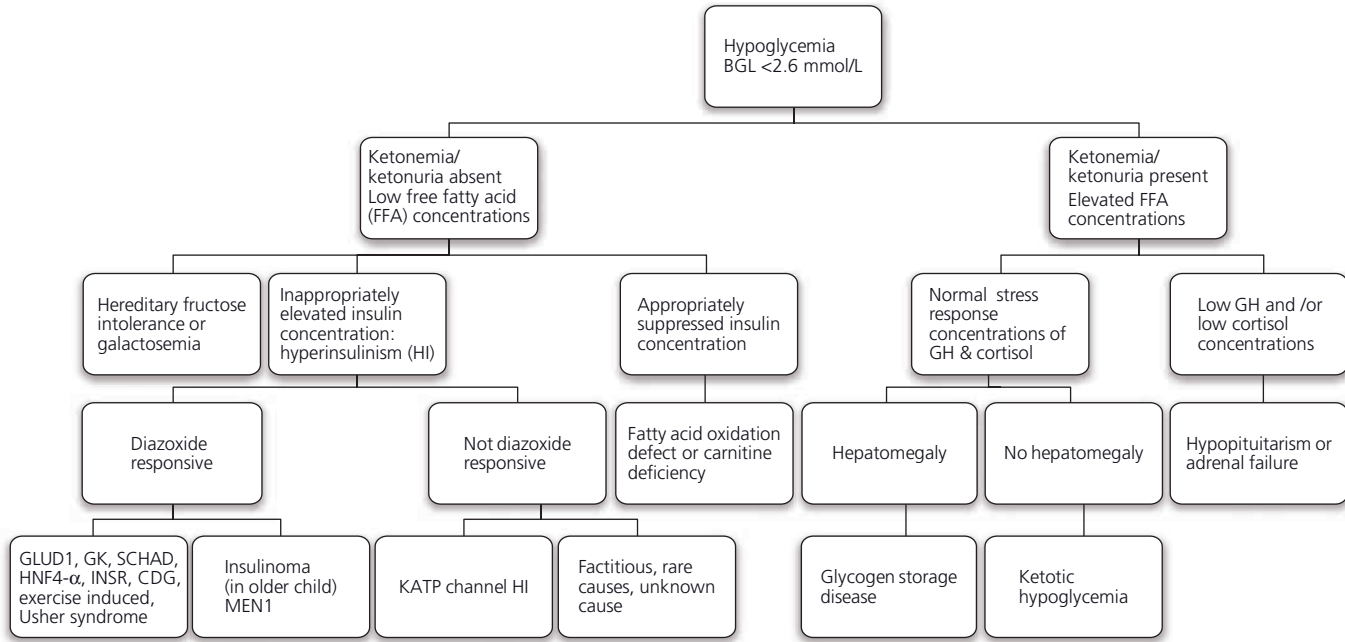 Hypoglycemia
BGL <2.6 mmol/L
Ketonemia/
ketonuria absent
Low free fatty acid
(FFA) concentrations
Ketonemia/
ketonuria present
Elevated FFA
concentrations
Hereditary fructose
intolerance or
galactosemia
Inappropriately
elevated insulin
concentration:
hyperinsulinism (HI)
Appropriately
suppressed insulin
concentration
Normal stress
response
concentrations of
GH & cortisol
Low GH and /or
low cortisol
concentrations
Diazoxide
responsive
Not diazoxide
responsive
Fatty acid oxidation
defect or carnitine
deficiency
Hepatomegaly
No hepatomegaly
Hypopituitarism or
adrenal failure
GLUD1, GK, SCHAD,
HNF4-α, INSR, CDG,
exercise induced,
Usher syndrome
Insulinoma
(in older child)
MEN1
KATP channel HI
Factitious, rare
causes, unknown
cause
Glycogen storage
disease
Ketotic
hypoglycemia